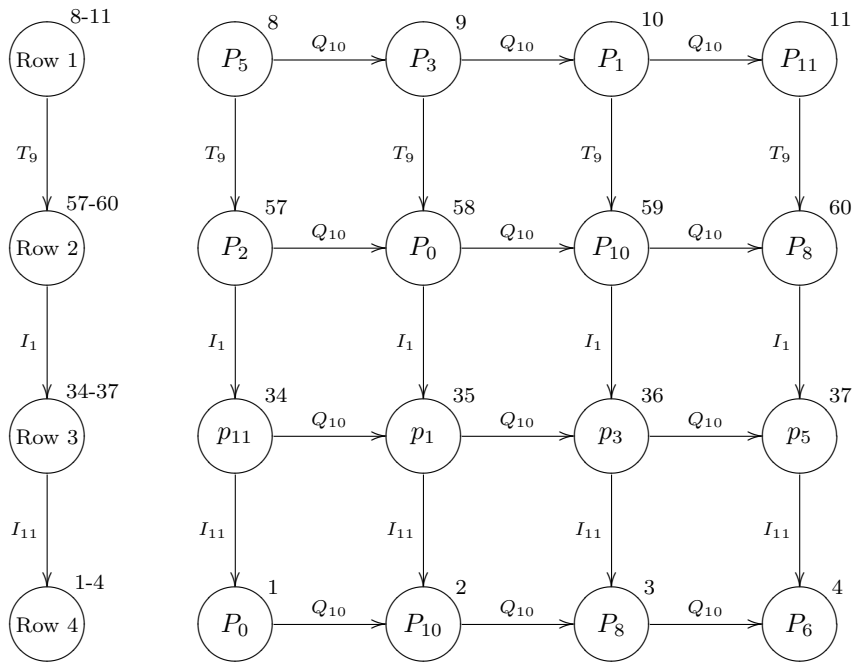 8-11 8 9 10 11
Row 1 P₅ Q₁₀ P₃ Q₁₀ P₁ Q₁₀ P₁₁
T₉ T₉ T₉ T₉ T₉
57-60 57 58 59 60
Row 2 P₂ Q₁₀ P₀ Q₁₀ P₁₀ Q₁₀ P₈
I₁ I₁ I₁ I₁ I₁
34-37 34 35 36 37
Row 3 p₁₁ Q₁₀ p₁ Q₁₀ p₃ Q₁₀ p₅
I₁₁ I₁₁ I₁₁ I₁₁ I₁₁
1-4 1 2 3 4
Row 4 P₀ Q₁₀ P₁₀ Q₁₀ P₈ Q₁₀ P₆